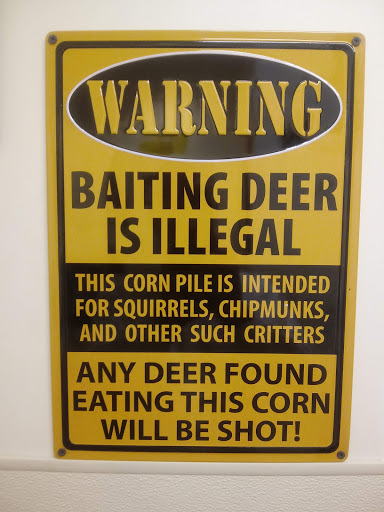 WARNING
BAITING DEER
IS ILLEGAL
THIS CORN PILE IS INTENDED
FOR SQUIRRELS, CHIPMUNKS,
AND OTHER SUCH CRITTERS
ANY DEER FOUND
EATING THIS CORN
WILL BE SHOT!